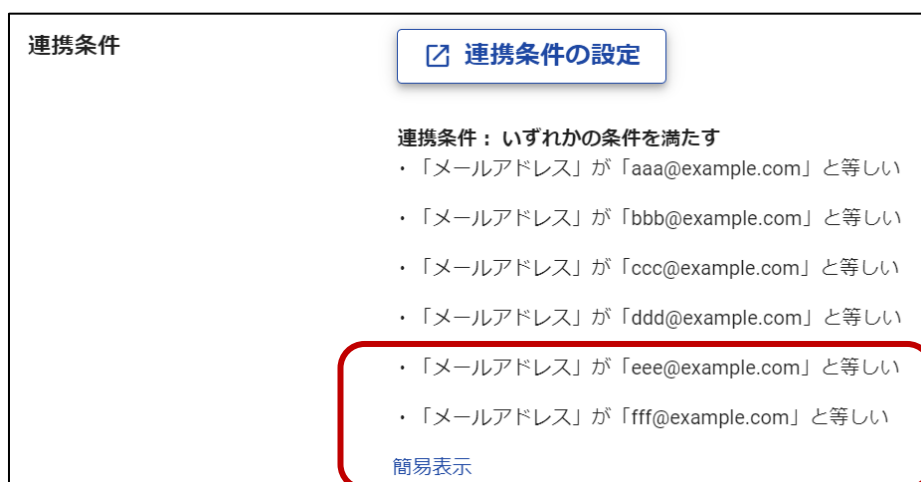 連携条件
連携条件の設定
連携条件： いずれかの条件を満たす
・「メールアドレス」が「aaa@example.com」と等しい
・「メールアドレス」が「bbb@example.com」と等しい
・「メールアドレス」が「ccc@example.com」と等しい
・「メールアドレス」が「ddd@example.com」と等しい
・「メールアドレス」が「eee@example.com」と等しい
・「メールアドレス」が「fff@example.com」と等しい
簡易表示